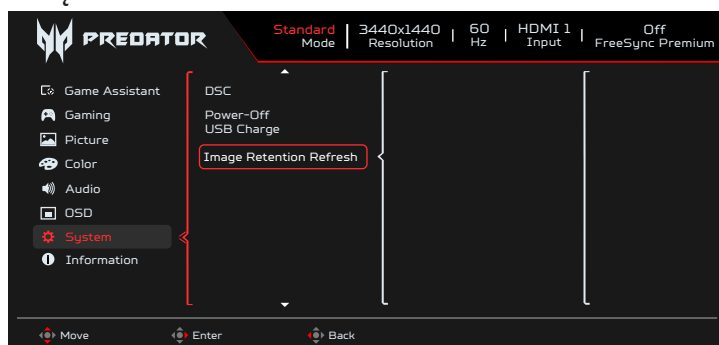 PREDATOR
Standard
Mode
3440x1440
Resolution
60
Hz
HDMI 1
Input
Off
FreeSync Premium
Game Assistant
Gaming
Picture
Color
Audio
OSD
System
Information
DSC
Power-Off
USB Charge
Image Retention Refresh
Move
Enter
Back